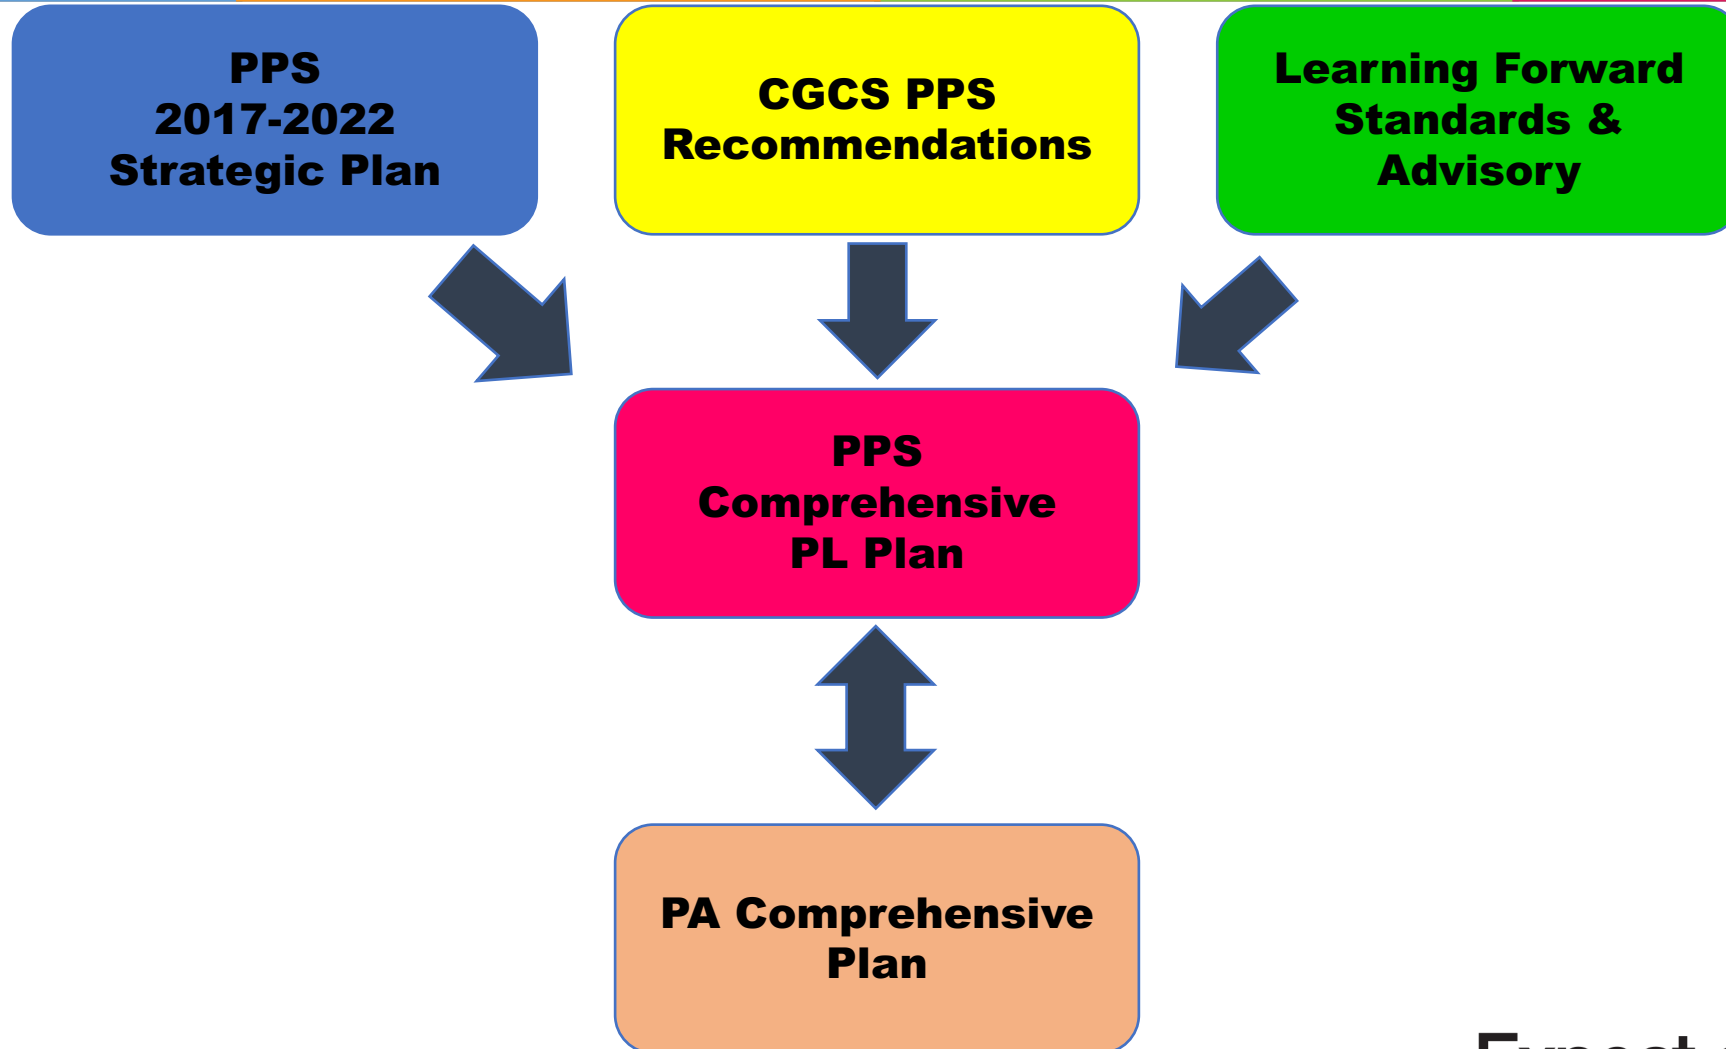 PPS
2017-2022
Strategic Plan
CGCS PPS
Recommendations
Learning Forward
Standards &
Advisory
PPS
Comprehensive
PL Plan
PA Comprehensive
Plan